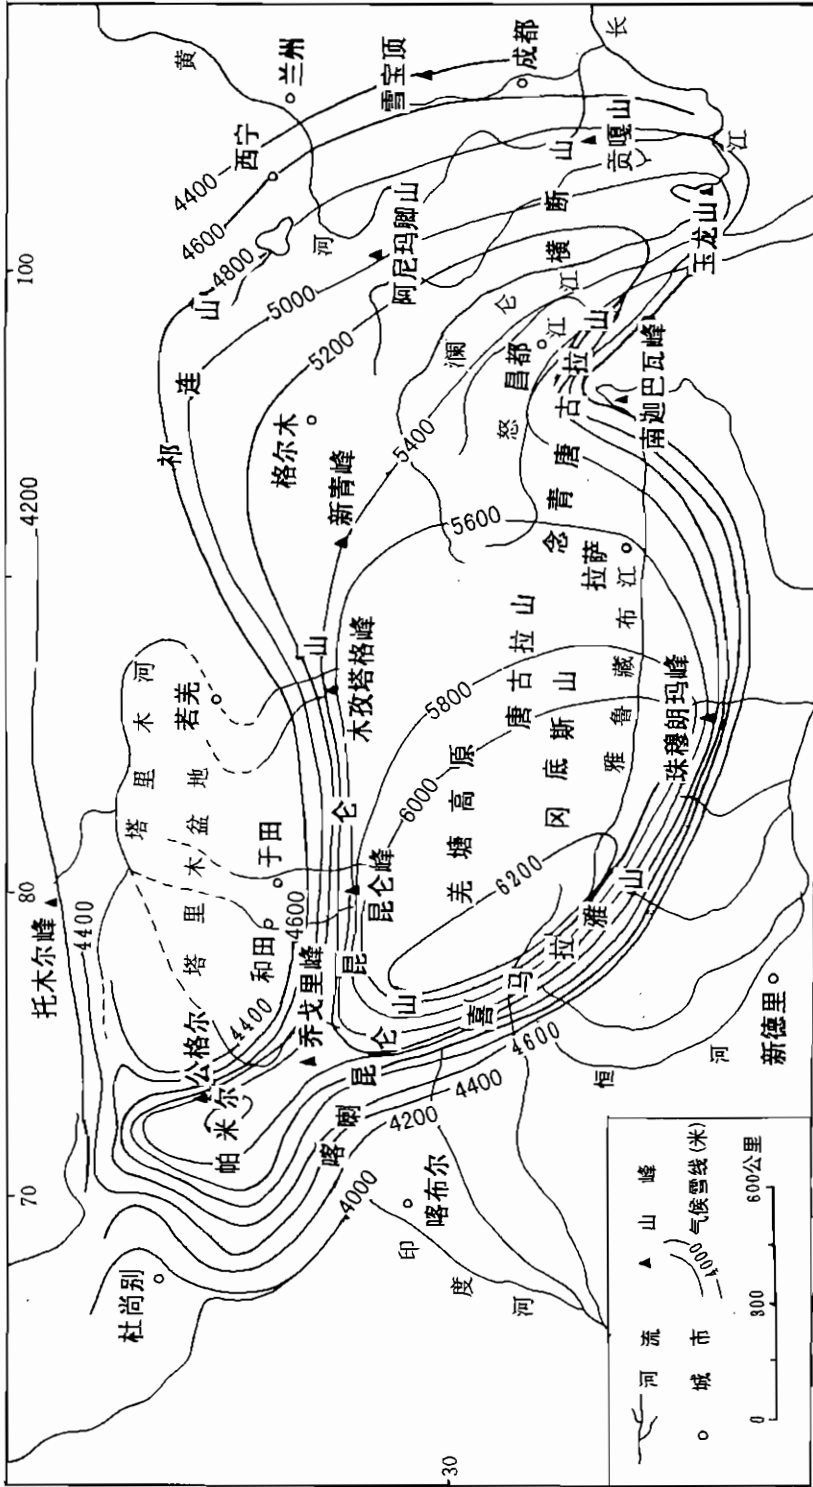 70
80
4200
100
30
杜尚别
托木尔峰
4400
公格尔
帕米尔
塔里木河
塔里木盆地
若羌
于田
和田
4600
4400
乔戈里峰
喀喇昆仑山
昆仑山
昆仑峰
木孜塔格峰
新青峰
格尔木
祁连山
4400
4600
4800
5000
5200
5400
5600
5800
6000
6200
西宁
兰州
黄河
雪宝顶
成都
长江
阿尼玛卿山
横断山
贡嘎山
玉龙山
澜仑江
怒江
昌都
念青唐古拉山
南迦巴瓦峰
拉萨
唐古拉山
羌塘高原
冈底斯山
雅鲁藏布江
珠穆朗玛峰
喜马拉雅山
4600
4400
4200
4000
喀布尔
印度河
恒河
新德里
河流
山峰
城市
4000
气候雪线(米)
0 300 600公里